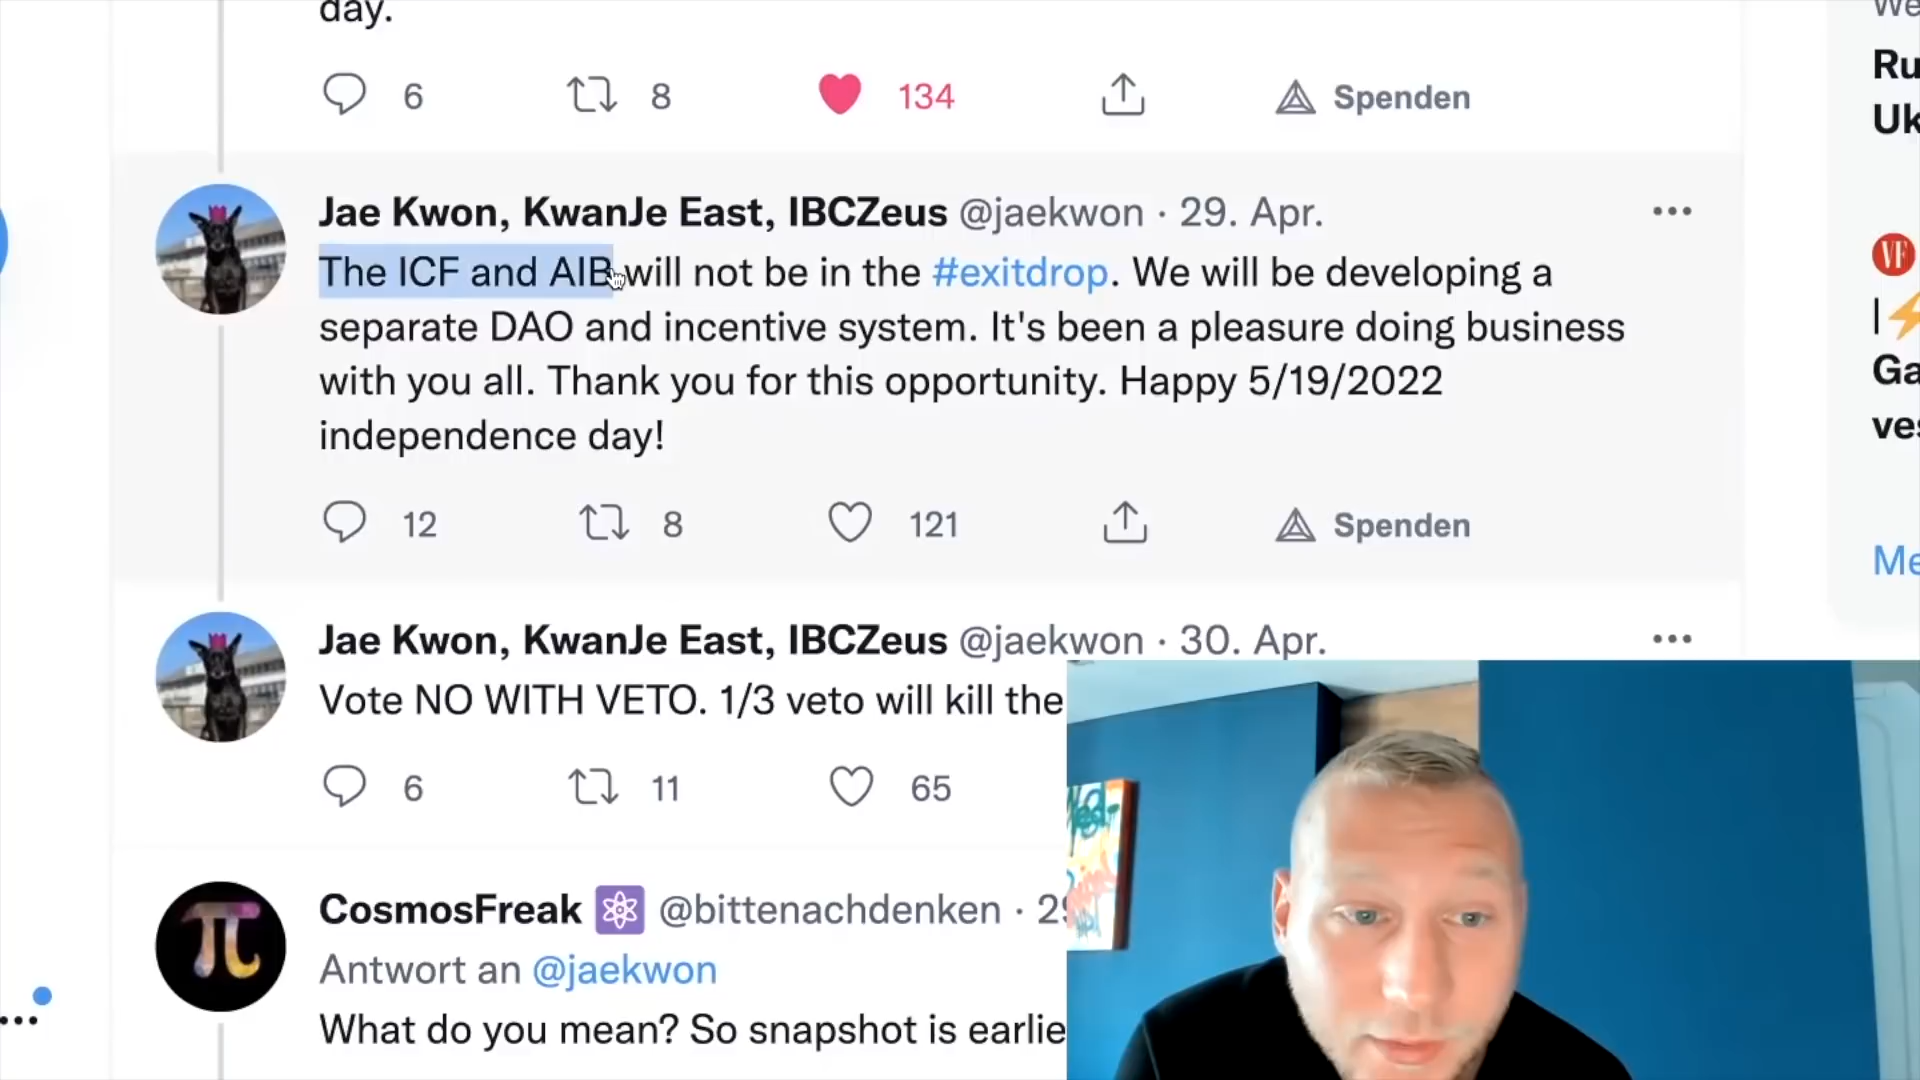 day.
6 8 134 Spenden
Jae Kwon, KwanJe East, IBCZeus @jaekwon · 29. Apr.
The ICF and AIB will not be in the #exitdrop. We will be developing a
separate DAO and incentive system. It's been a pleasure doing business
with you all. Thank you for this opportunity. Happy 5/19/2022
independence day!
12 8 121 Spenden
Jae Kwon, KwanJe East, IBCZeus @jaekwon · 30. Apr.
Vote NO WITH VETO. 1/3 veto will kill the
6 11 65
CosmosFreak @bittenachdenken · 29
Antwort an @jaekwon
What do you mean? So snapshot is earlie
We
Ru
Uk
VF
Ga
ves
Me